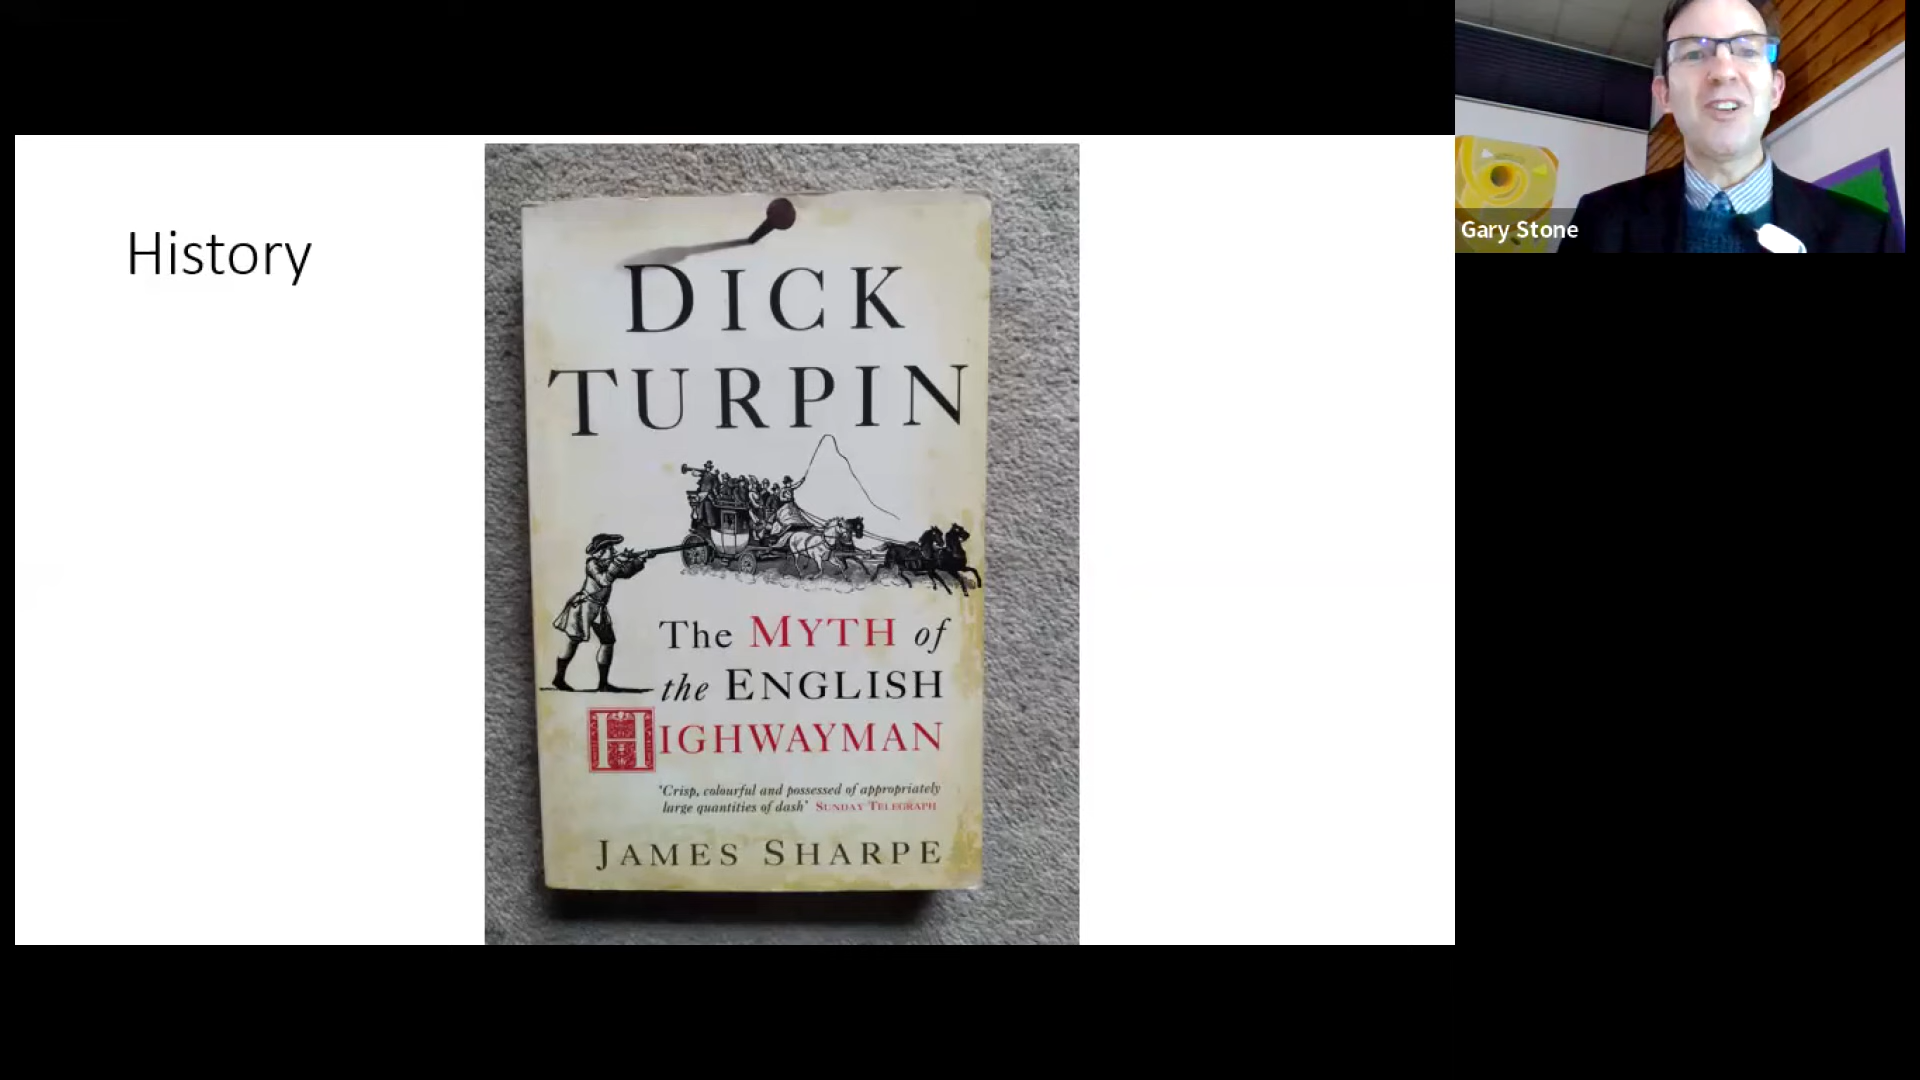 History
DICK
TURPIN
The MYTH of
the ENGLISH
HIGHWAYMAN
'Crisp, colourful and possessed of appropriately
large quantities of dash' SUNDAY TELEGRAPH
JAMES SHARPE
Gary Stone